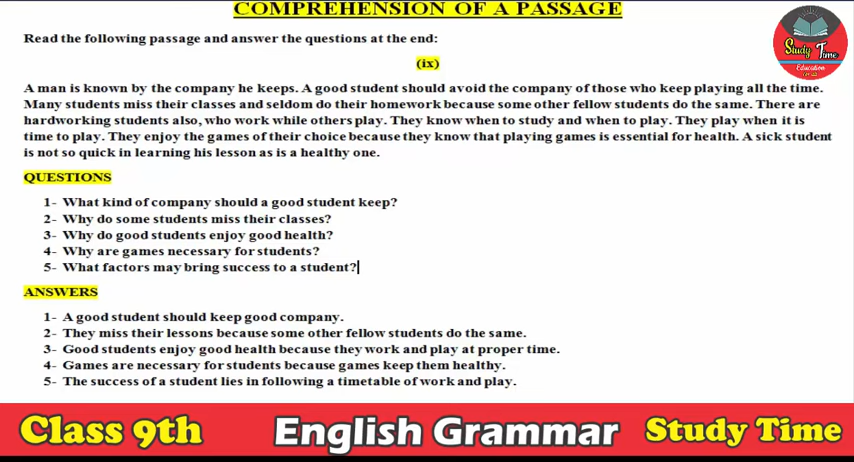 COMPREHENSION OF A PASSAGE
Read the following passage and answer the questions at the end:
(ix)
A man is known by the company he keeps. A good student should avoid the company of those who keep playing all the time.
Many students miss their classes and seldom do their homework because some other fellow students do the same. There are
hardworking students also, who work while others play. They know when to study and when to play. They play when it is
time to play. They enjoy the games of their choice because they know that playing games is essential for health. A sick student
is not so quick in learning his lesson as is a healthy one.
QUESTIONS
1- What kind of company should a good student keep?
2- Why do some students miss their classes?
3- Why do good students enjoy good health?
4- Why are games necessary for students?
5- What factors may bring success to a student?
ANSWERS
1- A good student should keep good company.
2- They miss their lessons because some other fellow students do the same.
3- Good students enjoy good health because they work and play at proper time.
4- Games are necessary for students because games keep them healthy.
5- The success of a student lies in following a timetable of work and play.
Study Time
Education
Class 9th English Grammar Study Time